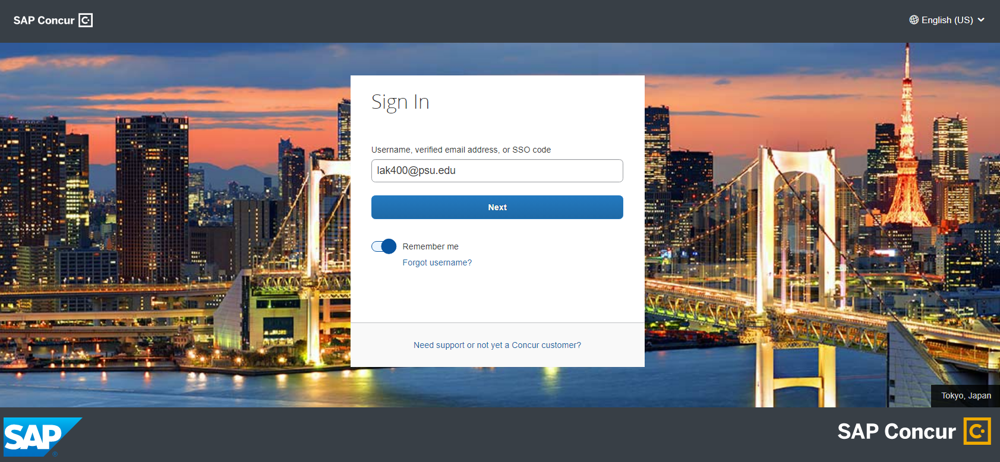 SAP Concur
English (US)
Sign In
Username, verified email address, or SSO code
lak400@psu.edu
Next
Remember me
Forgot username?
Need support or not yet a Concur customer?
Tokyo, Japan
SAP®
SAP Concur